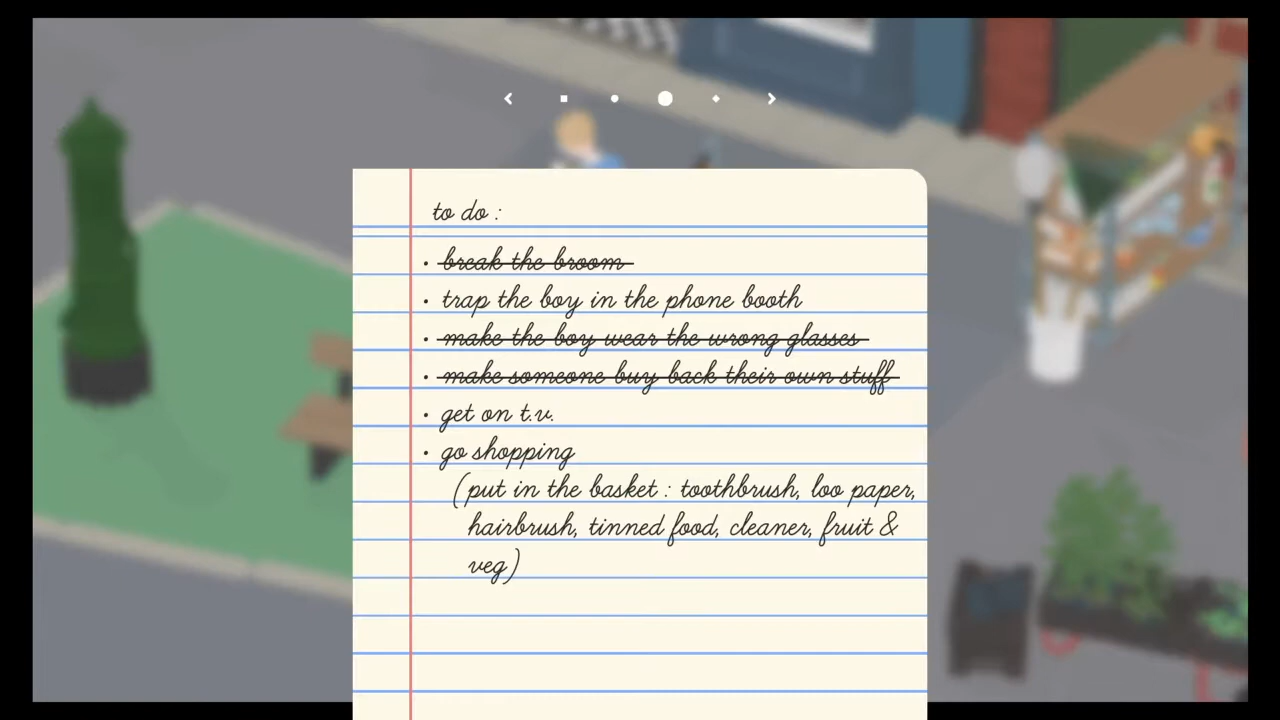 to do :
• break the broom
• trap the boy in the phone booth
• make the boy wear the wrong glasses
• make someone buy back their own stuff
• get on t.v.
• go shopping
(put in the basket : toothbrush, loo paper,
hairbrush, tinned food, cleaner, fruit &
veg)